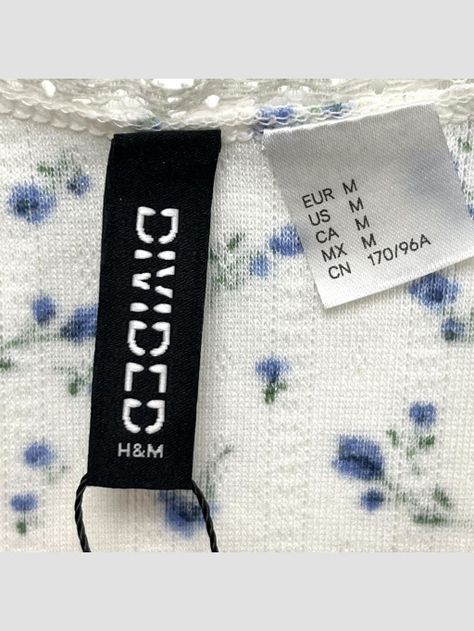 DIVIDED
H&M
EUR M
US M
CA M
MX M
CN 170/96A